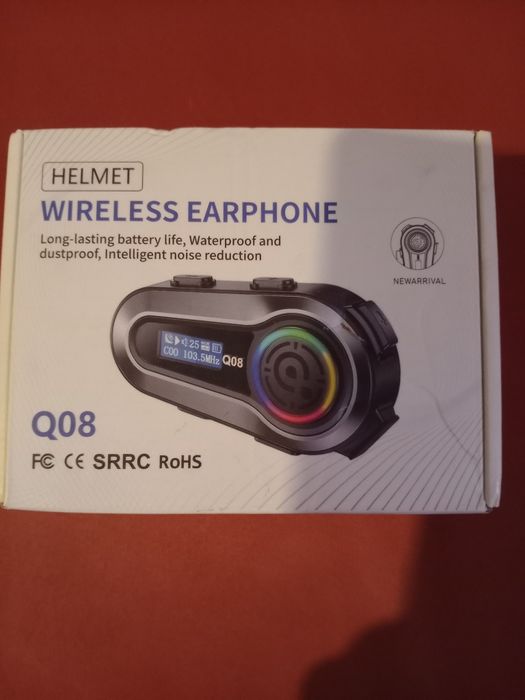 HELMET
WIRELESS EARPHONE
Long-lasting battery life, Waterproof and
dustproof, Intelligent noise reduction
NEWARRIVAL
25
C00 103.5MHz
Q08
Q08
FC CE SRRC RoHS